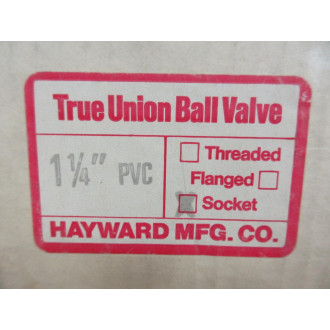 True Union Ball Valve
1 1/4" PVC
Threaded
Flanged
Socket
HAYWARD MFG. CO.